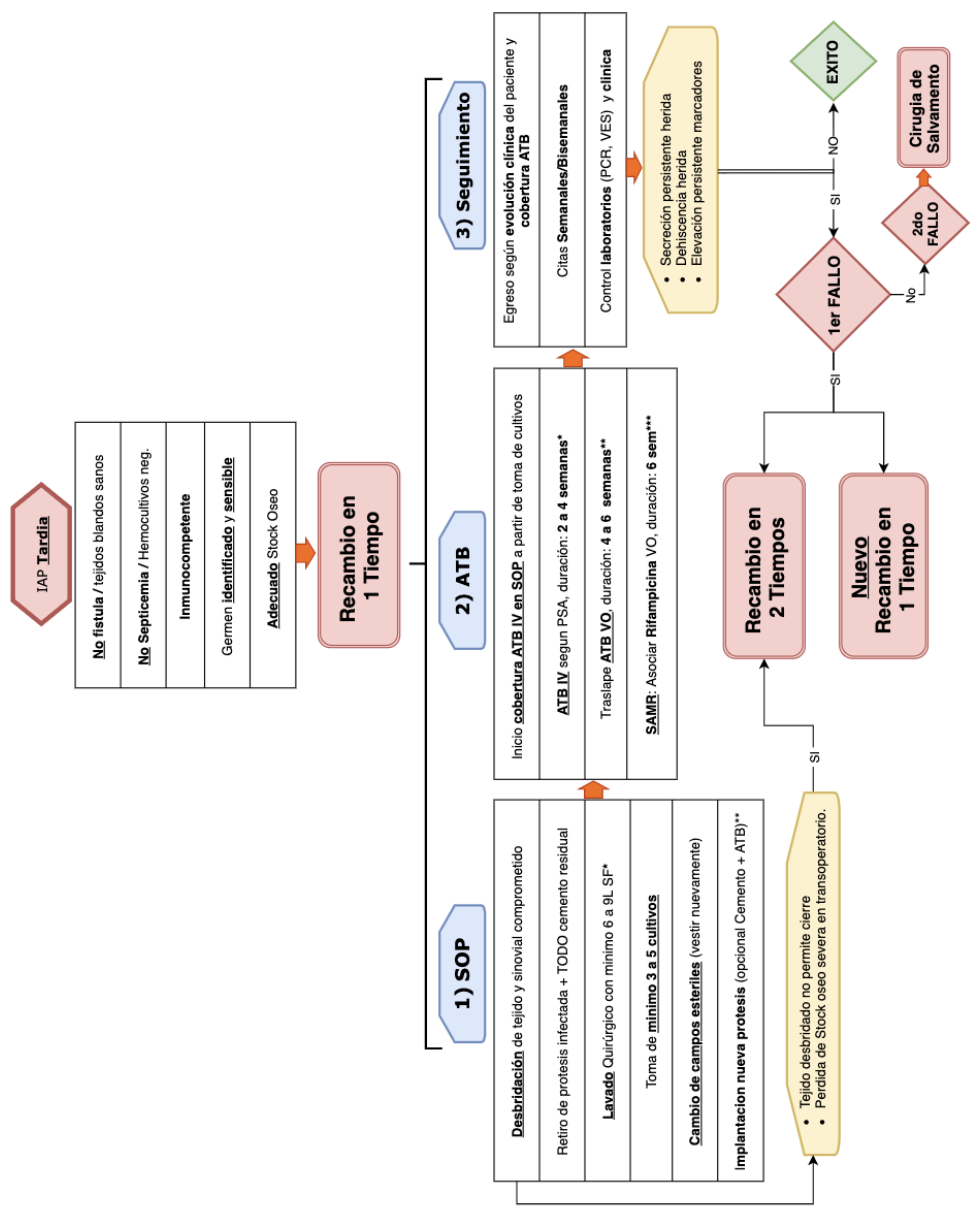 IAP Tardia
No fistula / tejidos blandos sanos
No Septicemia / Hemocultivos neg.
Inmunocompetente
Germen identificado y sensible
Adecuado Stock Oseo
Recambio en
1 Tiempo
1) SOP
Desbridación de tejido y sinovial comprometido
Retiro de protesis infectada + TODO cemento residual
Lavado Quirúrgico con minimo 6 a 9L SF*
Toma de minimo 3 a 5 cultivos
Cambio de campos esteriles (vestir nuevamente)
Implantacion nueva protesis (opcional Cemento + ATB)**
• Tejido desbridado no permite cierre
• Perdida de Stock oseo severa en transoperatorio.
SI
2) ATB
Inicio cobertura ATB IV en SOP a partir de toma de cultivos
ATB IV segun PSA, duración: 2 a 4 semanas*
Traslape ATB VO, duración: 4 a 6 semanas**
SAMR: Asociar Rifampicina VO, duración: 6 sem***
Recambio en
2 Tiempos
Nuevo
Recambio en
1 Tiempo
3) Seguimiento
Egreso según evolución clínica del paciente y
cobertura ATB
Citas Semanales/Bisemanales
Control laboratorios (PCR, VES) y clínica
• Secreción persistente herida
• Dehiscencia herida
• Elevación persistente marcadores
SI
NO
EXITO
1er FALLO
SI
No
2do
FALLO
Cirugia de
Salvamento